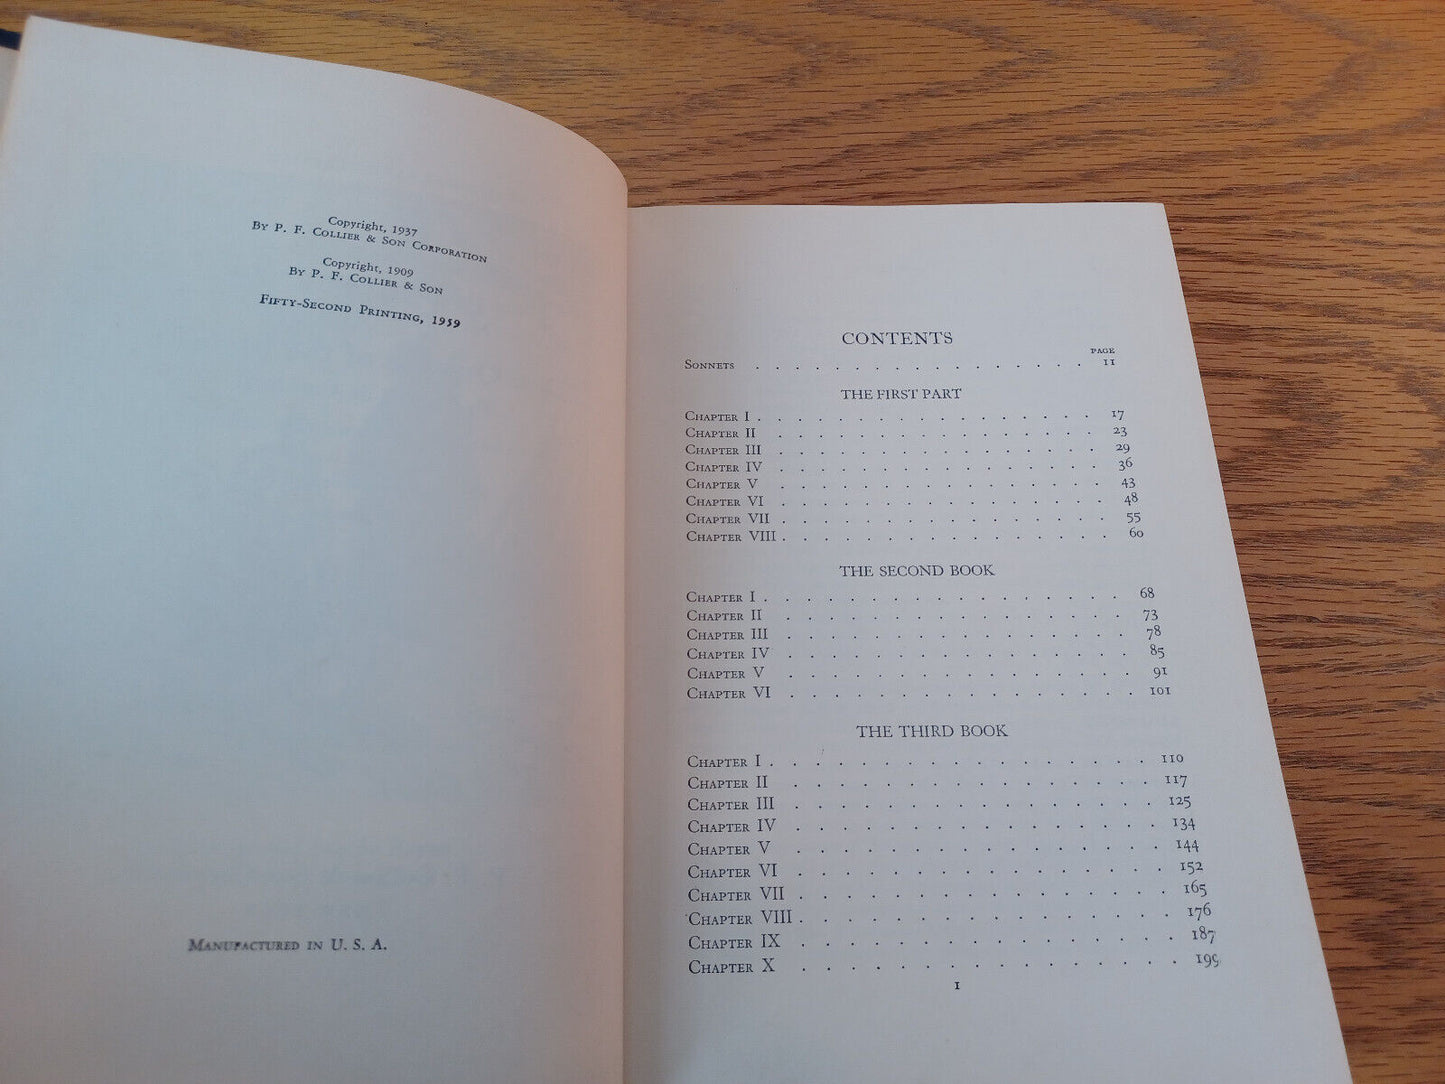 Copyright, 1937
By P. F. Collier & Son Corporation
Copyright, 1909
By P. F. Collier & Son
Fifty-Second Printing, 1959
Manufactured in U. S. A.
CONTENTS
PAGE
Sonnets . . . . . . . . . . . . . . . . . 11
THE FIRST PART
Chapter I . . . . . . . . . . . . . . . . 17
Chapter II . . . . . . . . . . . . . . . . 23
Chapter III . . . . . . . . . . . . . . . . 29
Chapter IV . . . . . . . . . . . . . . . . 36
Chapter V . . . . . . . . . . . . . . . . 43
Chapter VI . . . . . . . . . . . . . . . . 48
Chapter VII . . . . . . . . . . . . . . . . 55
Chapter VIII . . . . . . . . . . . . . . . . 60
THE SECOND BOOK
Chapter I . . . . . . . . . . . . . . . . 68
Chapter II . . . . . . . . . . . . . . . . 73
Chapter III . . . . . . . . . . . . . . . . 78
Chapter IV . . . . . . . . . . . . . . . . 85
Chapter V . . . . . . . . . . . . . . . . 91
Chapter VI . . . . . . . . . . . . . . . . 101
THE THIRD BOOK
Chapter I . . . . . . . . . . . . . . . . 110
Chapter II . . . . . . . . . . . . . . . . 117
Chapter III . . . . . . . . . . . . . . . . 125
Chapter IV . . . . . . . . . . . . . . . . 134
Chapter V . . . . . . . . . . . . . . . . 144
Chapter VI . . . . . . . . . . . . . . . . 152
Chapter VII . . . . . . . . . . . . . . . . 165
Chapter VIII . . . . . . . . . . . . . . . . 176
Chapter IX . . . . . . . . . . . . . . . . 187
Chapter X . . . . . . . . . . . . . . . . 199
1